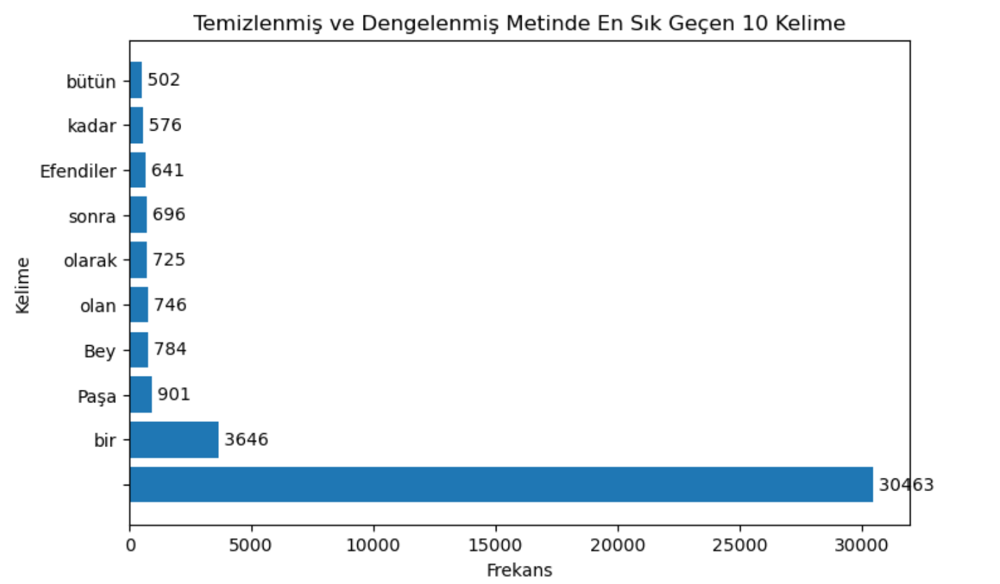 Temizlenmiş ve Dengelenmiş Metinde En Sık Geçen 10 Kelime
bütün 502
kadar 576
Efendiler 641
sonra 696
olarak 725
olan 746
Bey 784
Paşa 901
bir 3646
30463
Kelime
0 5000 10000 15000 20000 25000 30000
Frekans